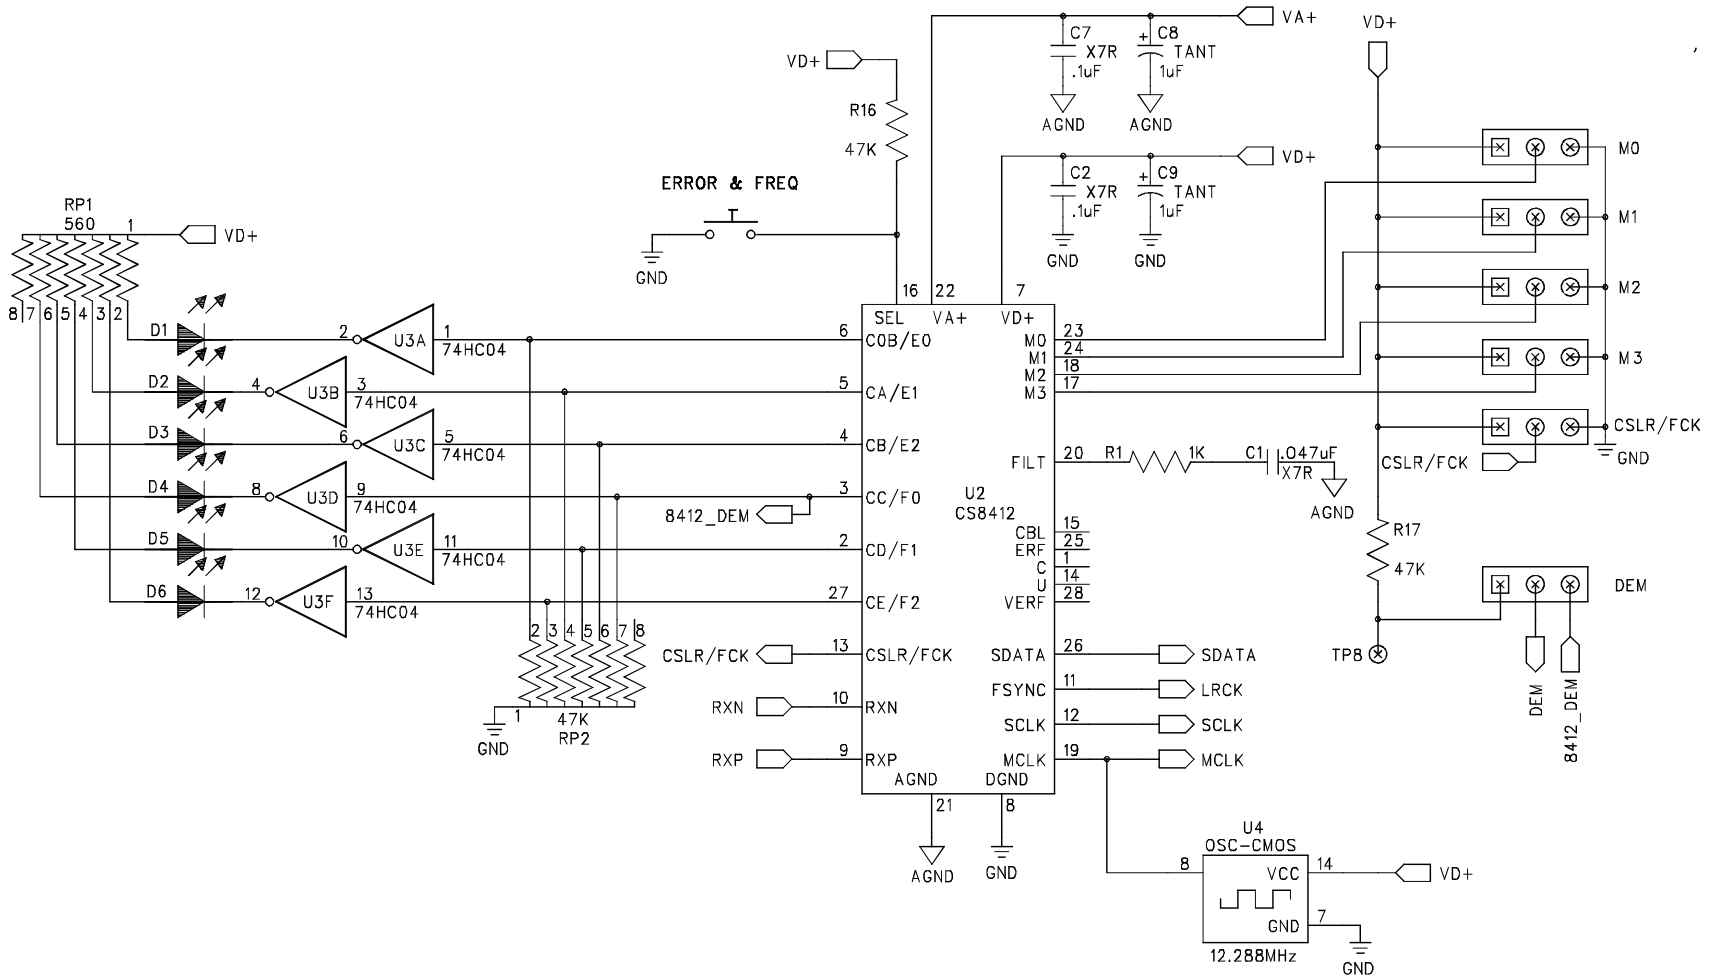 VA+
C7
X7R
.1uF
AGND
+
C8
TANT
1uF
AGND
VD+
VD+
R16
47K
VD+
C2
X7R
.1uF
GND
+
C9
TANT
1uF
GND
M0
M1
M2
M3
CSLR/FCK
CSLR/FCK
GND
ERROR & FREQ
GND
RP1
560
1
VD+
8 7 6 5 4 3 2
D1
2
U3A
1
74HC04
D2
4
U3B
3
74HC04
D3
6
U3C
5
74HC04
D4
8
U3D
9
74HC04
D5
10
U3E
11
74HC04
D6
12
U3F
13
74HC04
8412_DEM
2 3 4 5 6 7 8
1
47K
RP2
GND
16 22 7
SEL VA+ VD+
6 COB/E0
5 CA/E1
4 CB/E2
3 CC/F0
2 CD/F1
27 CE/F2
CSLR/FCK 13 CSLR/FCK
RXN 10 RXN
RXP 9 RXP
U2
CS8412
M0 23
M1 24
M2 18
M3 17
FILT 20
R1
1K
C1
.047uF
X7R
AGND
CBL 15
ERF 25
C 1
U 14
VERF 28
SDATA 26 SDATA
FSYNC 11 LRCK
SCLK 12 SCLK
MCLK 19 MCLK
AGND DGND
21 8
AGND
GND
R17
47K
TP8
DEM
DEM
8412_DEM
U4
OSC-CMOS
8
VCC 14
VD+
GND 7
12.288MHz
GND